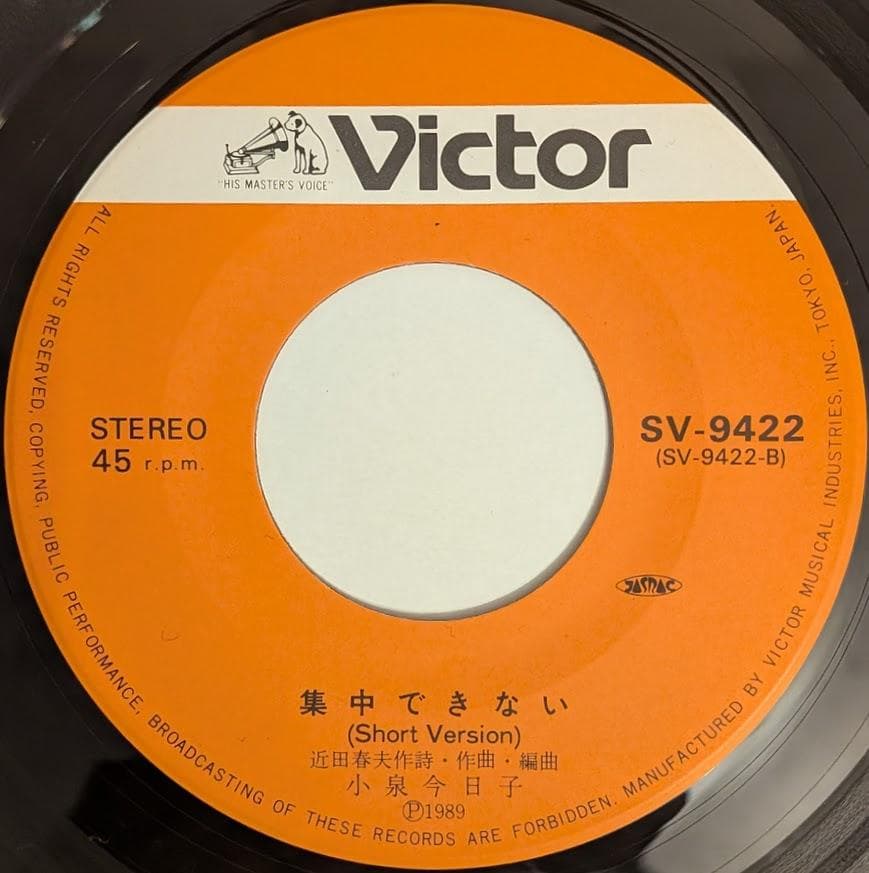 Victor
"HIS MASTER'S VOICE"
STEREO
45 r.p.m.
SV-9422
(SV-9422-B)
JASRAC
集中できない
(Short Version)
近田春夫作詩・作曲・編曲
小泉今日子
Ⓟ1989
ALL RIGHTS RESERVED, COPYING, PUBLIC PERFORMANCE, BROADCASTING OF THESE RECORDS ARE FORBIDDEN. MANUFACTURED BY VICTOR MUSICAL INDUSTRIES, INC., TOKYO, JAPAN.